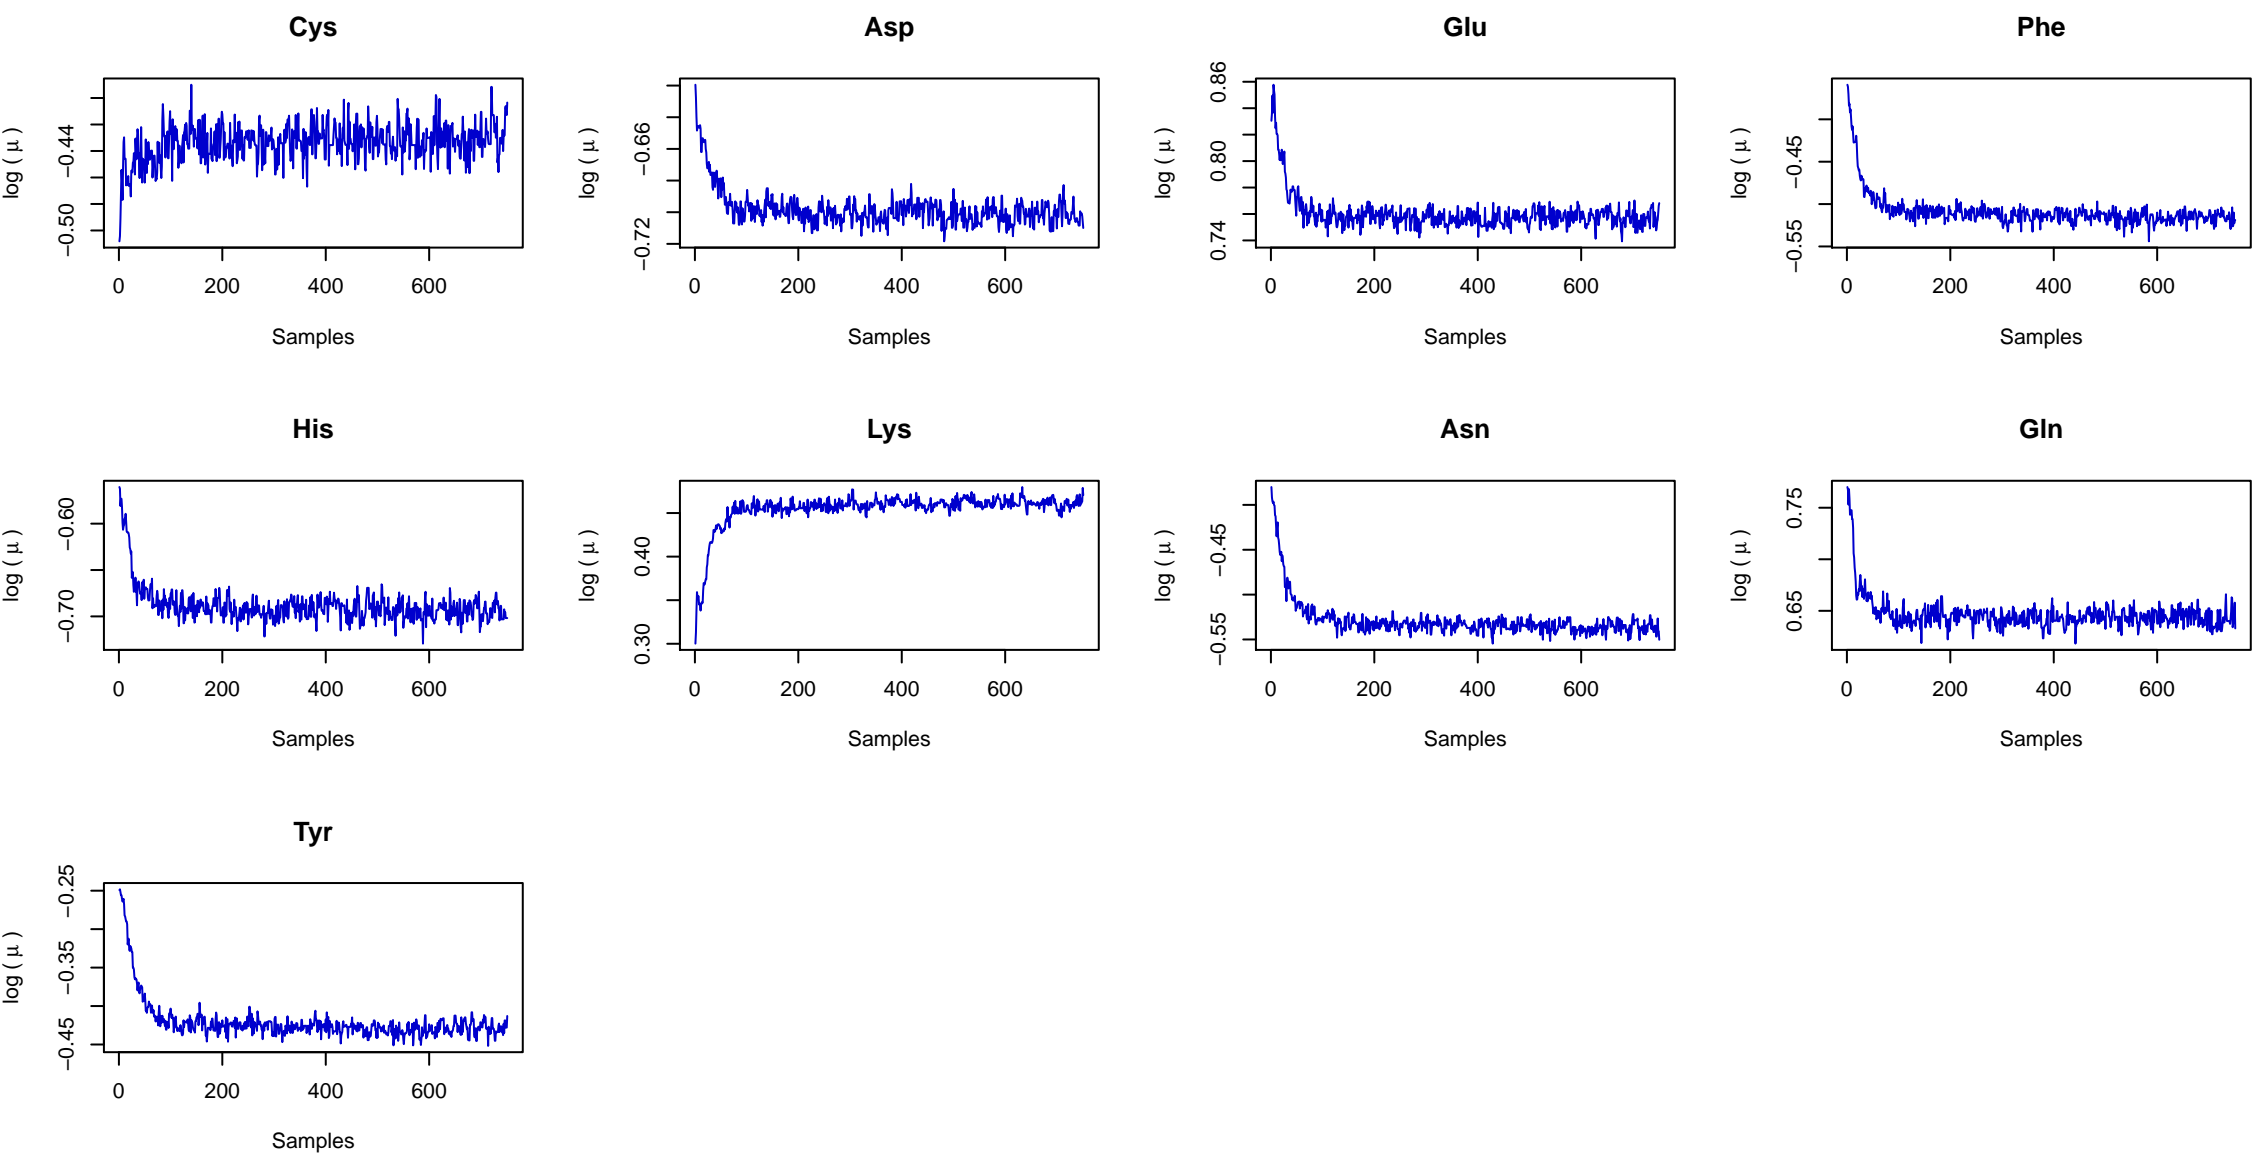 Cys
log ( μ )
−0.50 −0.44
0 200 400 600
Samples
Asp
log ( μ )
−0.72 −0.66
0 200 400 600
Samples
Glu
log ( μ )
0.74 0.80 0.86
0 200 400 600
Samples
Phe
log ( μ )
−0.55 −0.45
0 200 400 600
Samples
His
log ( μ )
−0.70 −0.60
0 200 400 600
Samples
Lys
log ( μ )
0.30 0.40
0 200 400 600
Samples
Asn
log ( μ )
−0.55 −0.45
0 200 400 600
Samples
Gln
log ( μ )
0.65 0.75
0 200 400 600
Samples
Tyr
log ( μ )
−0.45 −0.35 −0.25
0 200 400 600
Samples